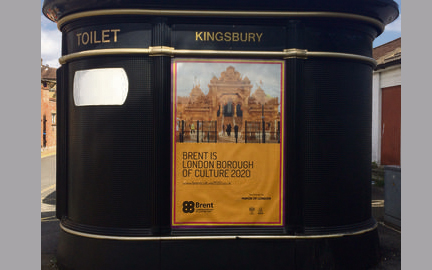 TOILET
KINGSBURY
BRENT IS
LONDON BOROUGH
OF CULTURE 2020
Brent
MAYOR OF LONDON